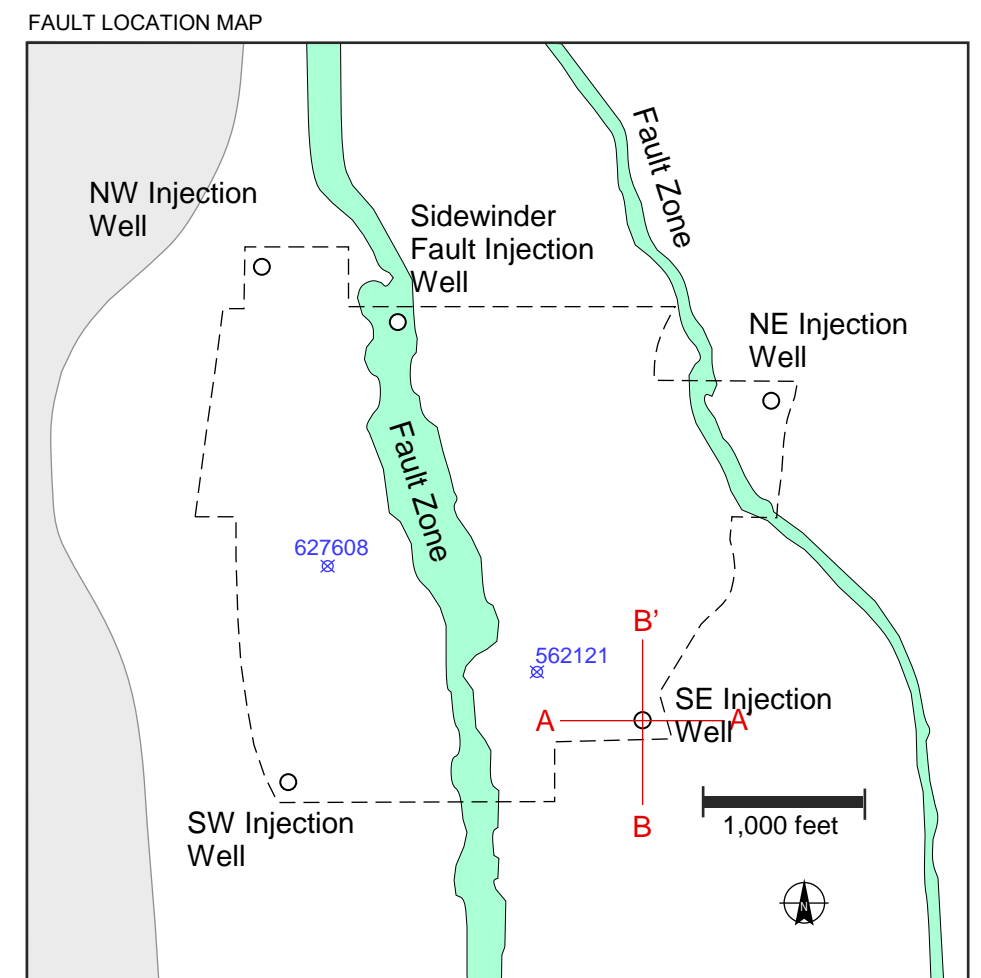 FAULT LOCATION MAP
Fault Zone
NW Injection
Well
Sidewinder
Fault Injection
Well
NE Injection
Well
Fault Zone
627608
B’
562121
SE Injection
Well
A
A’
1,000 feet
B
SW Injection
Well
N